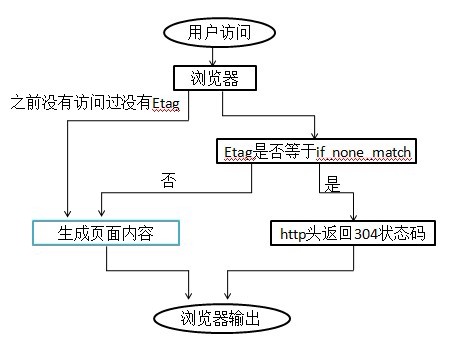 用户访问
浏览器
之前没有访问过没有Etag
Etag是否等于if_none_match
否
是
生成页面内容
http头返回304状态码
浏览器输出